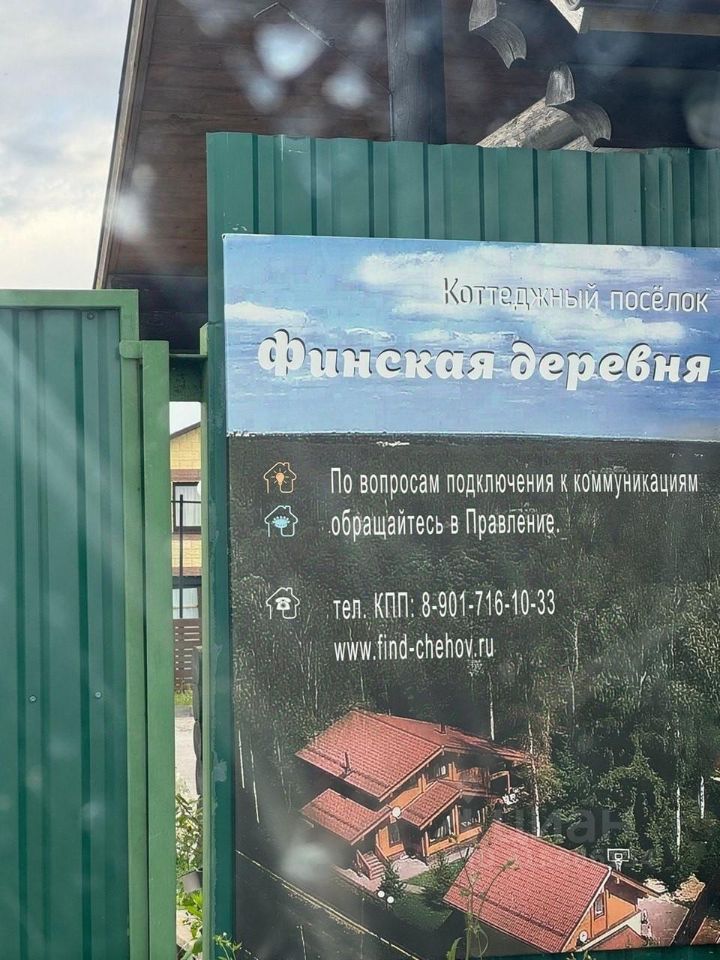 Коттеджный посёлок
Финская деревня
По вопросам подключения к коммуникациям
обращайтесь в Правление.
тел. КПП: 8-901-716-10-33
www.find-chehov.ru
циан